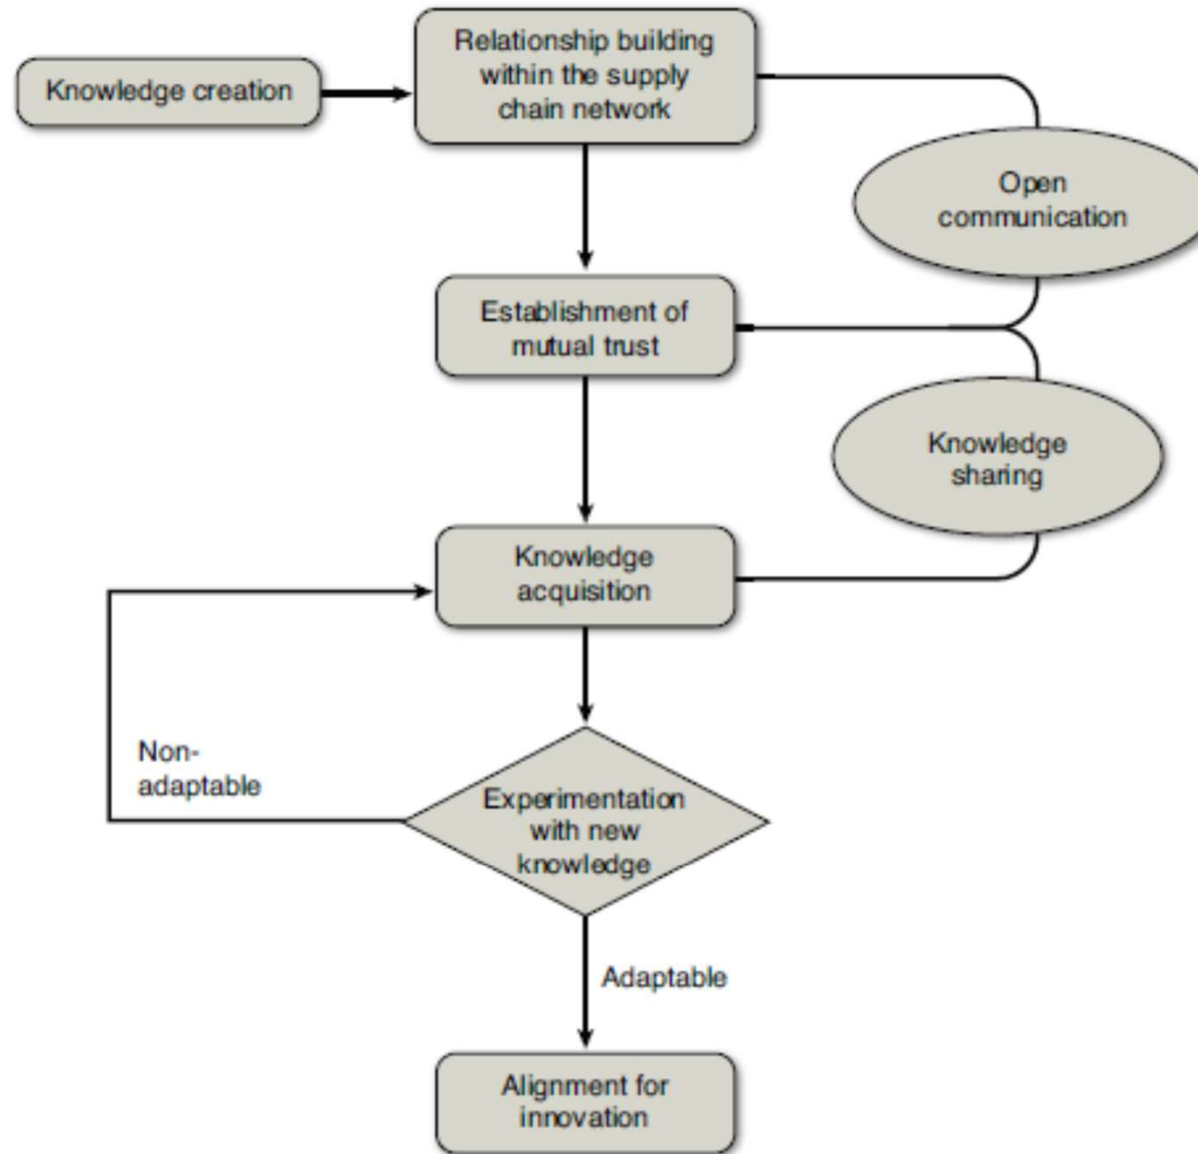 Knowledge creation
Relationship building
within the supply
chain network
Open
communication
Establishment of
mutual trust
Knowledge
sharing
Knowledge
acquisition
Non-
adaptable
Experimentation
with new
knowledge
Adaptable
Alignment for
innovation